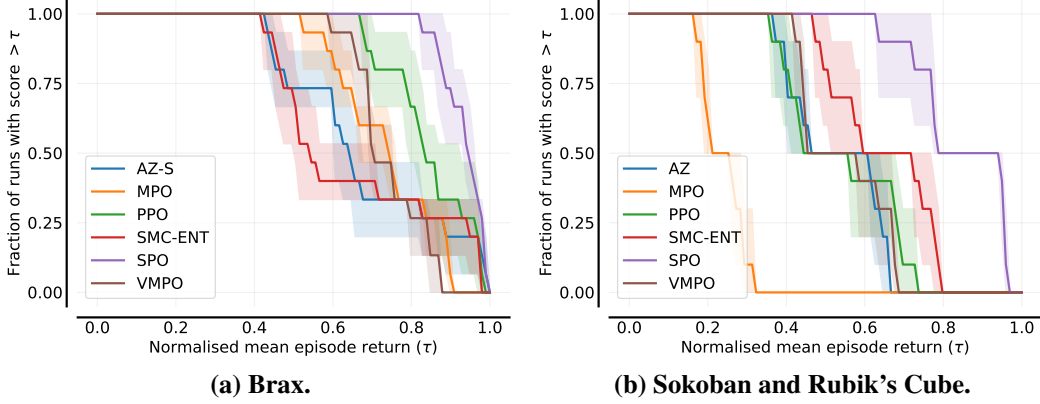 Fraction of runs with score > τ
1.00
0.75
0.50
0.25
0.00
AZ-S
MPO
PPO
SMC-ENT
SPO
VMPO
0.0 0.2 0.4 0.6 0.8 1.0
Normalised mean episode return (τ)
(a) Brax.
Fraction of runs with score > τ
1.00
0.75
0.50
0.25
0.00
AZ
MPO
PPO
SMC-ENT
SPO
VMPO
0.0 0.2 0.4 0.6 0.8 1.0
Normalised mean episode return (τ)
(b) Sokoban and Rubik’s Cube.